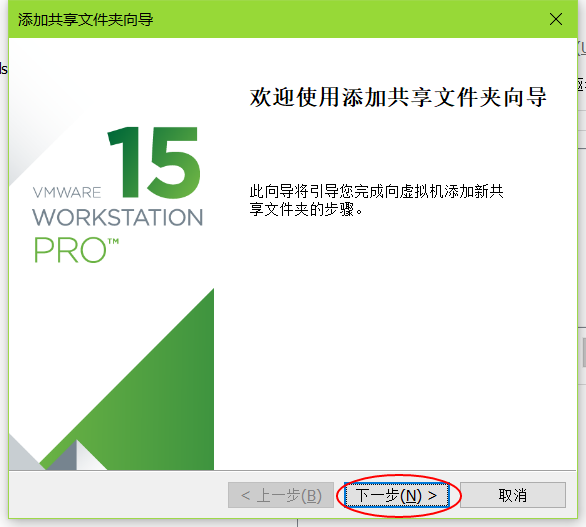 添加共享文件夹向导
欢迎使用添加共享文件夹向导
15
VMWARE
WORKSTATION
PRO™
此向导将引导您完成向虚拟机添加新共
享文件夹的步骤。
< 上一步(B)
下一步(N) >
取消